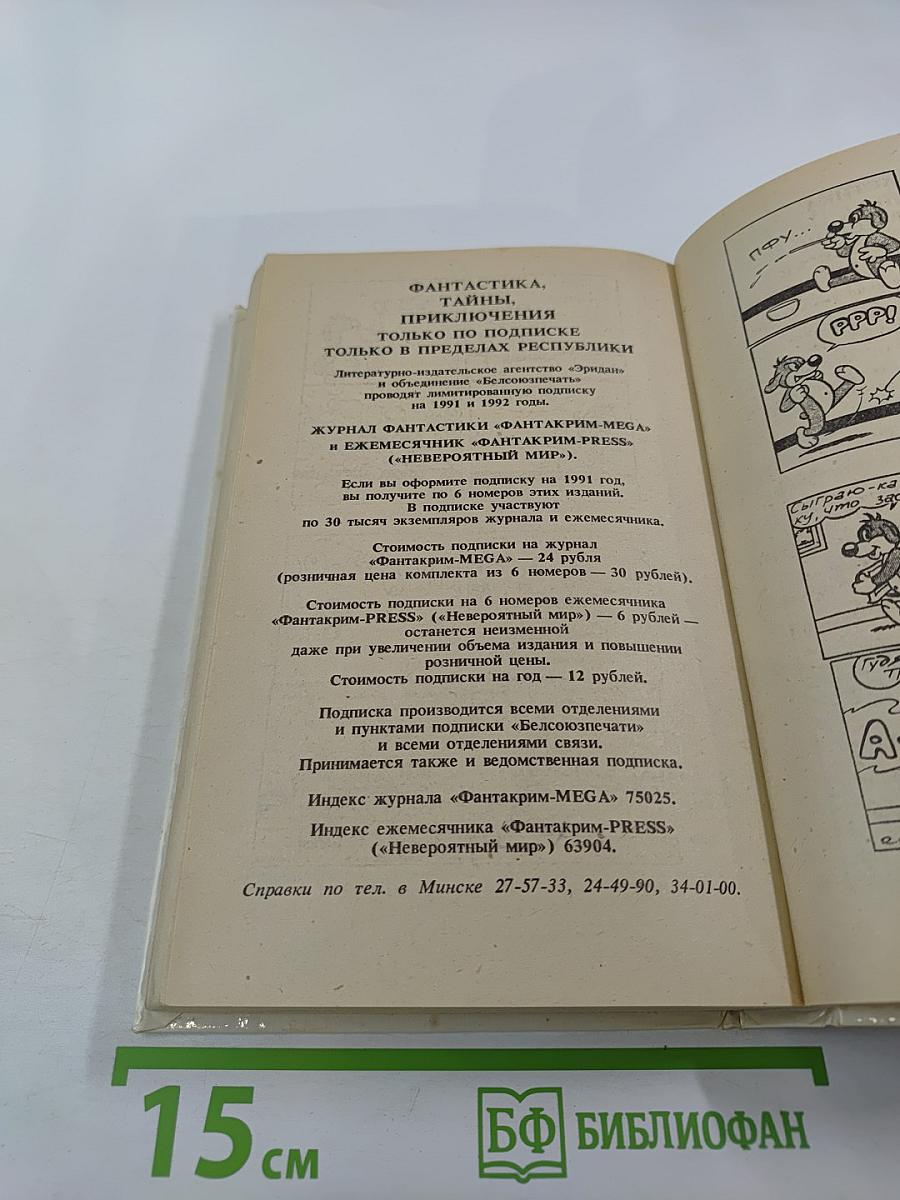 ФАНТАСТИКА,
ТАЙНЫ,
ПРИКЛЮЧЕНИЯ
ТОЛЬКО ПО ПОДПИСКЕ
ТОЛЬКО В ПРЕДЕЛАХ РЕСПУБЛИКИ
Литературно-издательское агентство «Эридан»
и объединение «Белсоюзпечать»
проводят лимитированную подписку
на 1991 и 1992 годы.
ЖУРНАЛ ФАНТАСТИКИ «ФАНТАКРИМ-MEGA»
и ЕЖЕМЕСЯЧНИК «ФАНТАКРИМ-PRESS»
(«НЕВЕРОЯТНЫЙ МИР»).
Если вы оформите подписку на 1991 год,
вы получите по 6 номеров этих изданий.
В подписке участвуют
по 30 тысяч экземпляров журнала и ежемесячника.
Стоимость подписки на журнал
«Фантакрим-MEGA» — 24 рубля
(розничная цена комплекта из 6 номеров — 30 рублей).
Стоимость подписки на 6 номеров ежемесячника
«Фантакрим-PRESS» («Невероятный мир») — 6 рублей —
останется неизменной
даже при увеличении объема издания и повышении
розничной цены.
Стоимость подписки на год — 12 рублей.
Подписка производится всеми отделениями
и пунктами подписки «Белсоюзпечати»
и всеми отделениями связи.
Принимается также и ведомственная подписка.
Индекс журнала «Фантакрим-MEGA» 75025.
Индекс ежемесячника «Фантакрим-PRESS»
(«Невероятный мир») 63904.
Справки по тел. в Минске 27-57-33, 24-49-90, 34-01-00.
ПФУ...
РРР!
СЫГРАЮ-КА
КУ, ЧТО ЗАС
ГУДЯ
А-
15 см
БФ БИБЛИОФАН